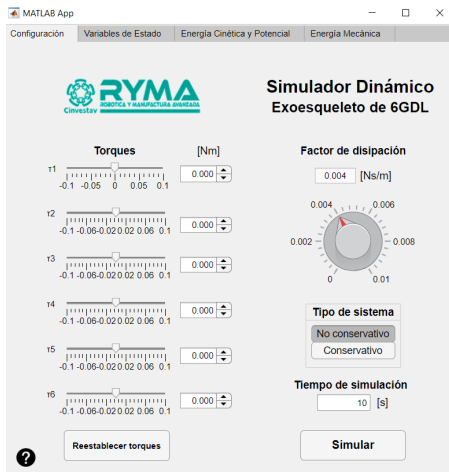 MATLAB App
Configuración Variables de Estado Energía Cinética y Potencial Energía Mecánica
Cinvestav
RYMA
ROBÓTICA Y MANUFACTURA AVANZADA
Simulador Dinámico
Exoesqueleto de 6GDL
Torques [Nm]
τ1 0.000
-0.1 -0.05 0 0.05 0.1
τ2 0.000
-0.1 -0.06-0.02 0.02 0.06 0.1
τ3 0.000
-0.1 -0.06-0.02 0.02 0.06 0.1
τ4 0.000
-0.1 -0.06-0.02 0.02 0.06 0.1
τ5 0.000
-0.1 -0.06-0.02 0.02 0.06 0.1
τ6 0.000
-0.1 -0.06-0.02 0.02 0.06 0.1
Reestablecer torques
?
Factor de disipación
0.004 [Ns/m]
0.004 0.006
0.002 0.008
0 0.01
Tipo de sistema
No conservativo
Conservativo
Tiempo de simulación
10 [s]
Simular